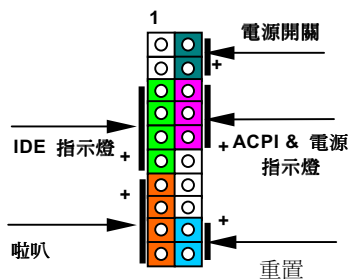 1
電源開關
+
IDE 指示燈
+
ACPI & 電源
指示燈
+
+
喇叭
+
重置